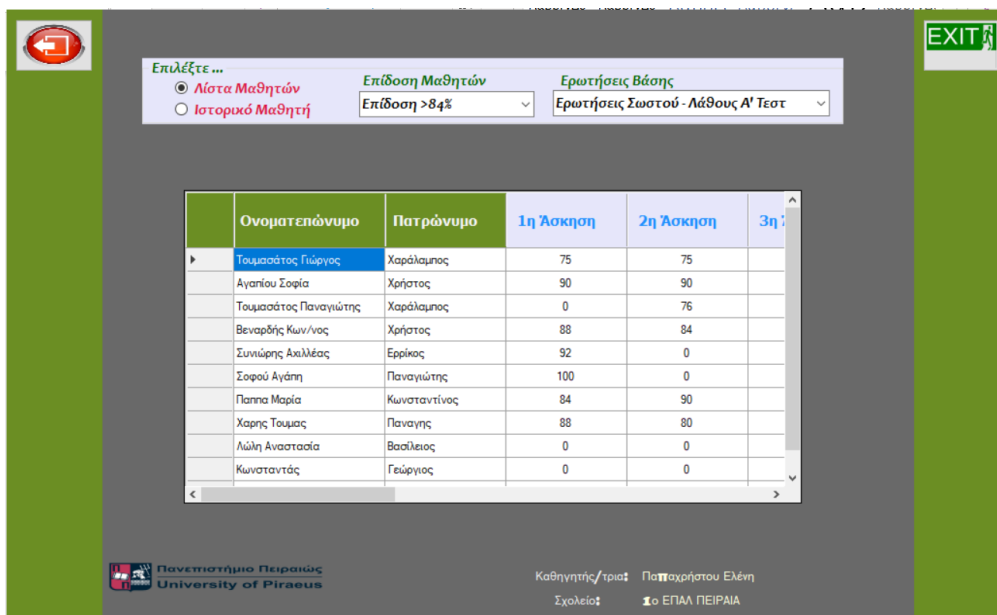 EXIT
Επιλέξτε ...
Λίστα Μαθητών
Ιστορικό Μαθητή
Επίδοση Μαθητών
Επίδοση >84%
Ερωτήσεις Βάσης
Ερωτήσεις Σωστού - Λάθους Α' Τεστ
Ονοματεπώνυμο Πατρώνυμο 1η Άσκηση 2η Άσκηση 3η
Τουμασάτος Γιώργος Χαράλαμπος 75 75
Αγαπίου Σοφία Χρήστος 90 90
Τουμασάτος Παναγιώτης Χαράλαμπος 0 76
Βεναρδής Κων/νος Χρήστος 88 84
Συνιώρης Αχιλλέας Ερρίκος 92 0
Σοφού Αγάπη Παναγιώτης 100 0
Παππα Μαρία Κωνσταντίνος 84 90
Χαρης Τουμας Παναγης 88 80
Λώλη Αναστασία Βασίλειος 0 0
Κωνσταντάς Γεώργιος 0 0
Πανεπιστήμιο Πειραιώς
University of Piraeus
Καθηγητής/τρια: Παπαχρήστου Ελένη
Σχολείο: 1ο ΕΠΑΛ ΠΕΙΡΑΙΑ